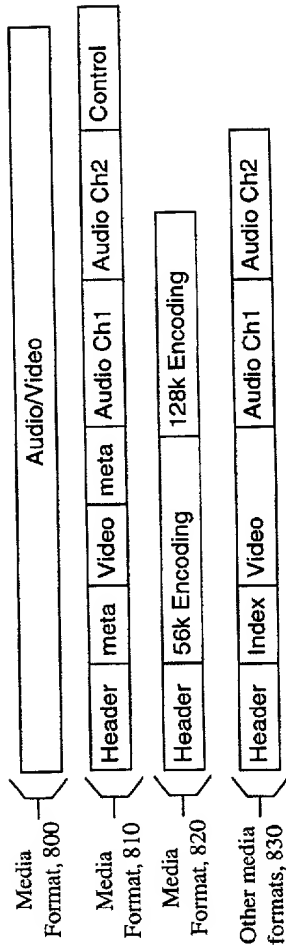 Media
Format, 800
Audio/Video
Media
Format, 810
Header meta Video meta Audio Ch1 Audio Ch2 Control
Media
Format, 820
Header 56k Encoding 128k Encoding
Other media
formats, 830
Header Index Video Audio Ch1 Audio Ch2